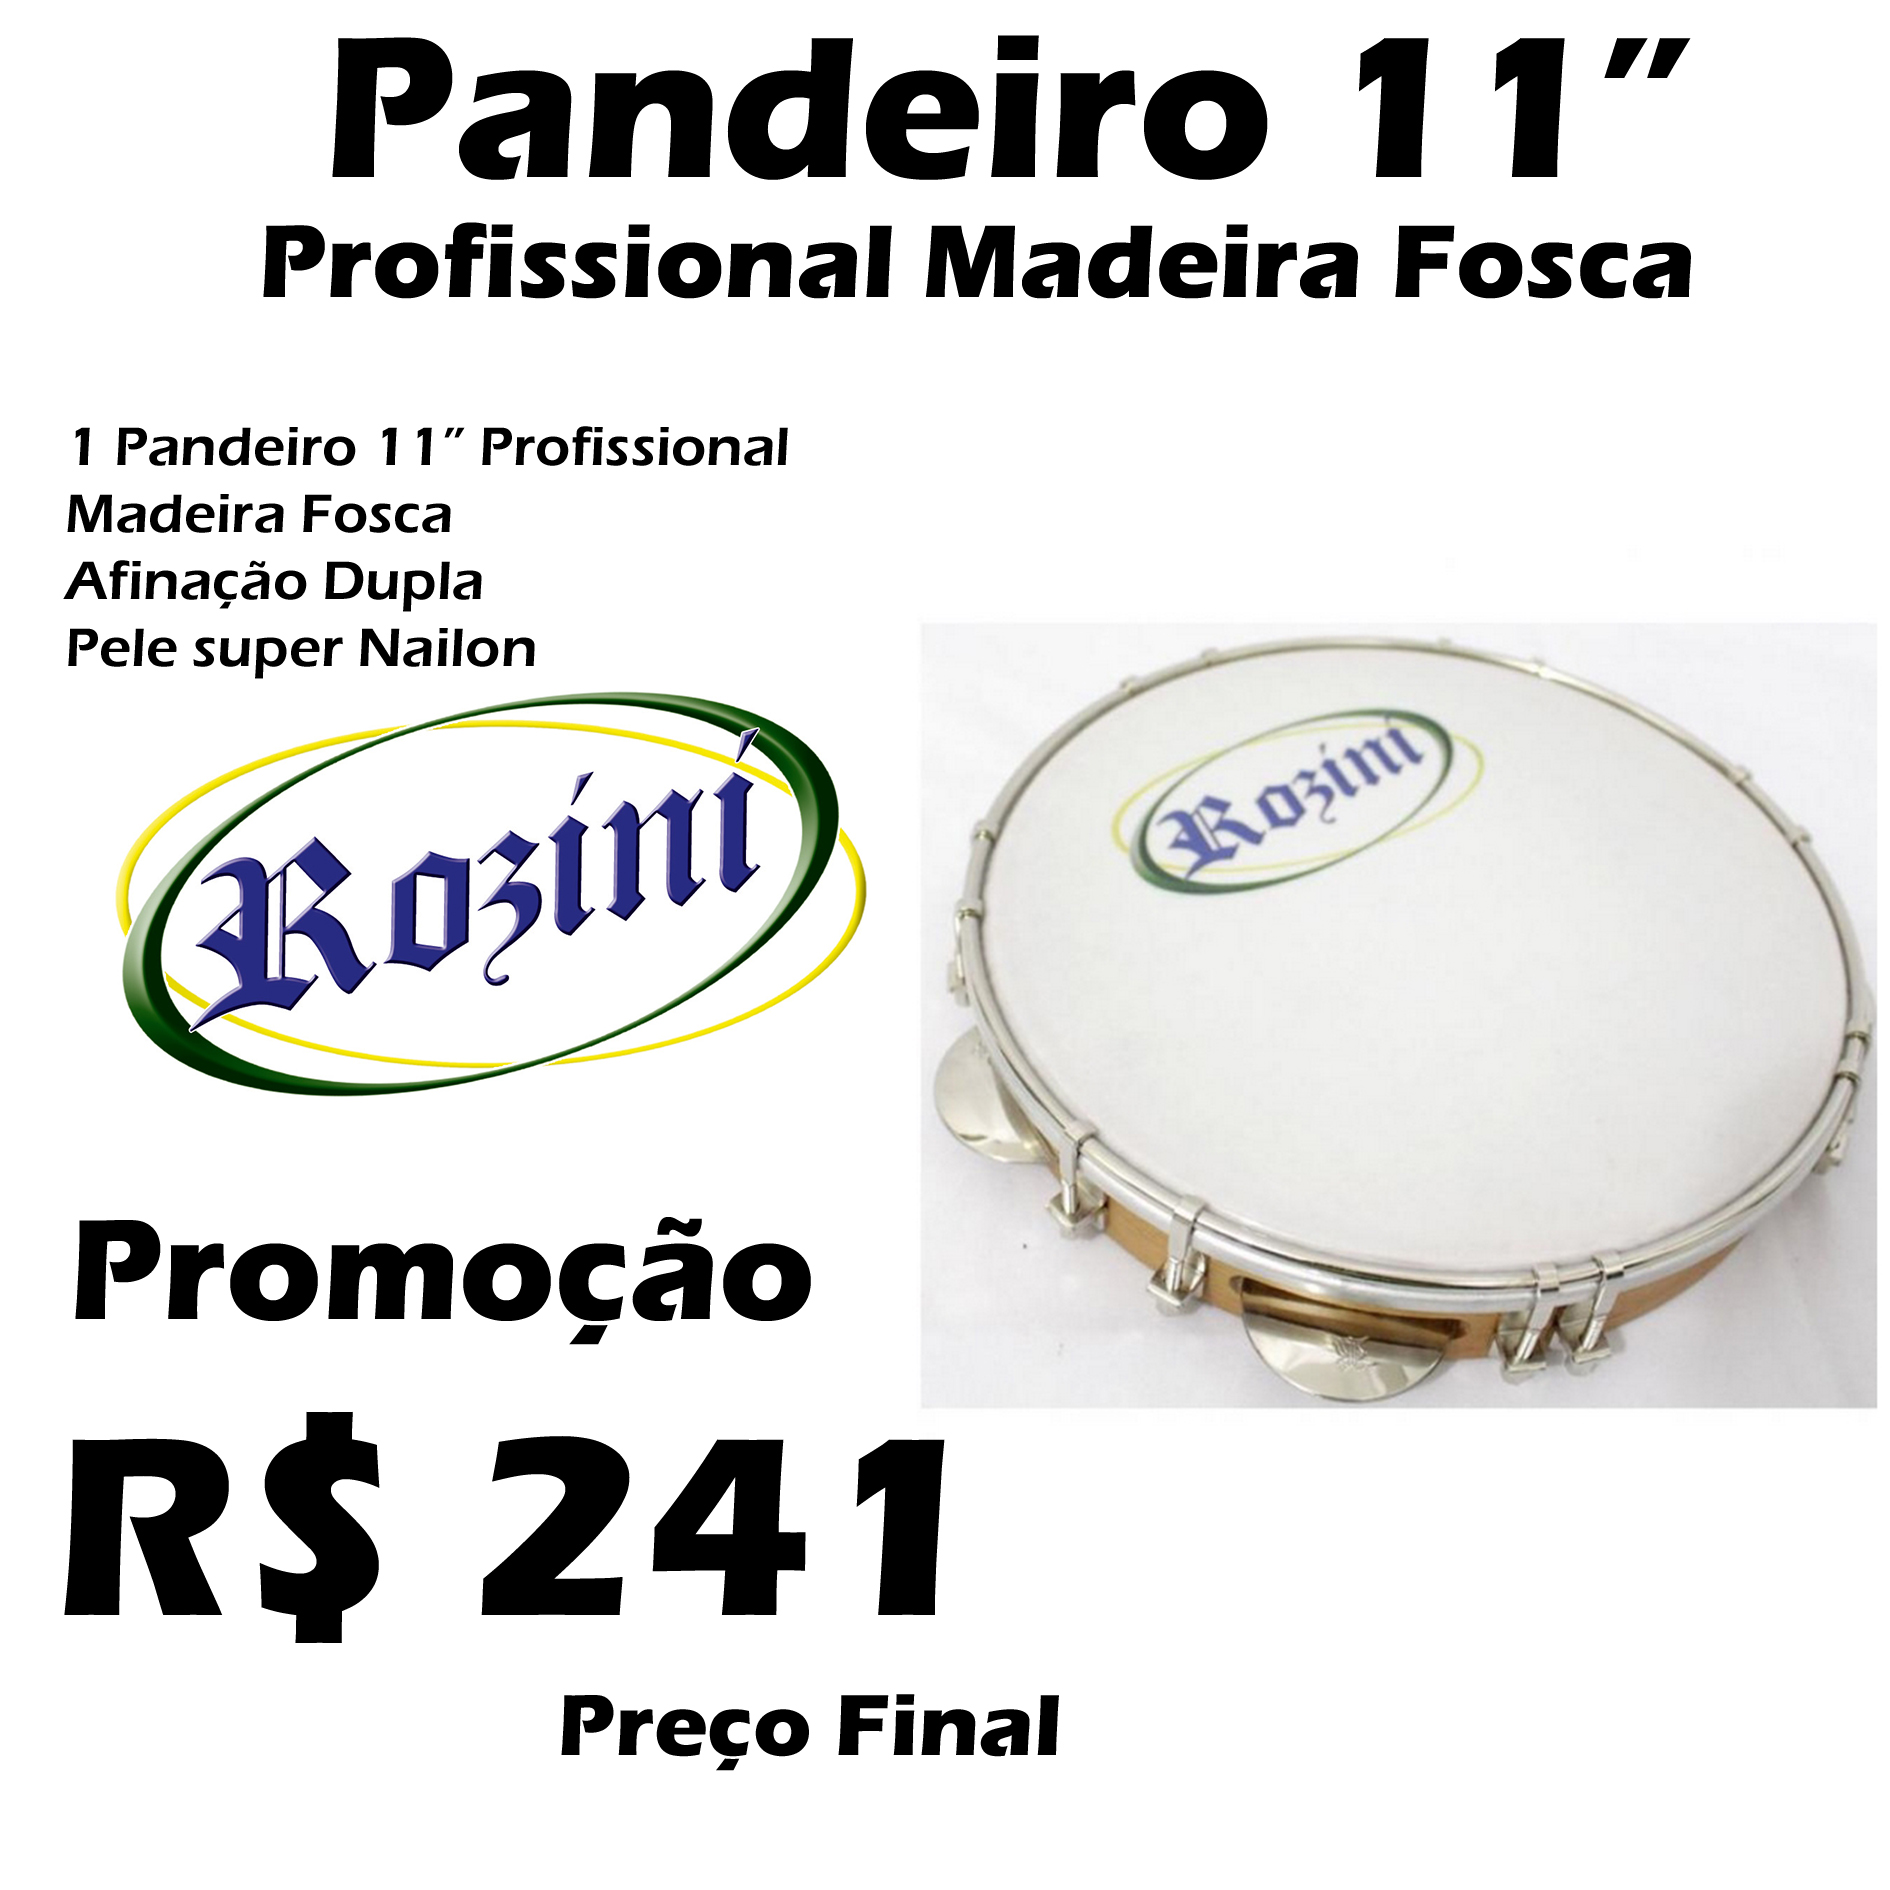 Pandeiro 11”
Profissional Madeira Fosca
1 Pandeiro 11” Profissional
Madeira Fosca
Afinação Dupla
Pele super Nailon
Rozini
Rozini
Promoção
R$ 241
Preço Final